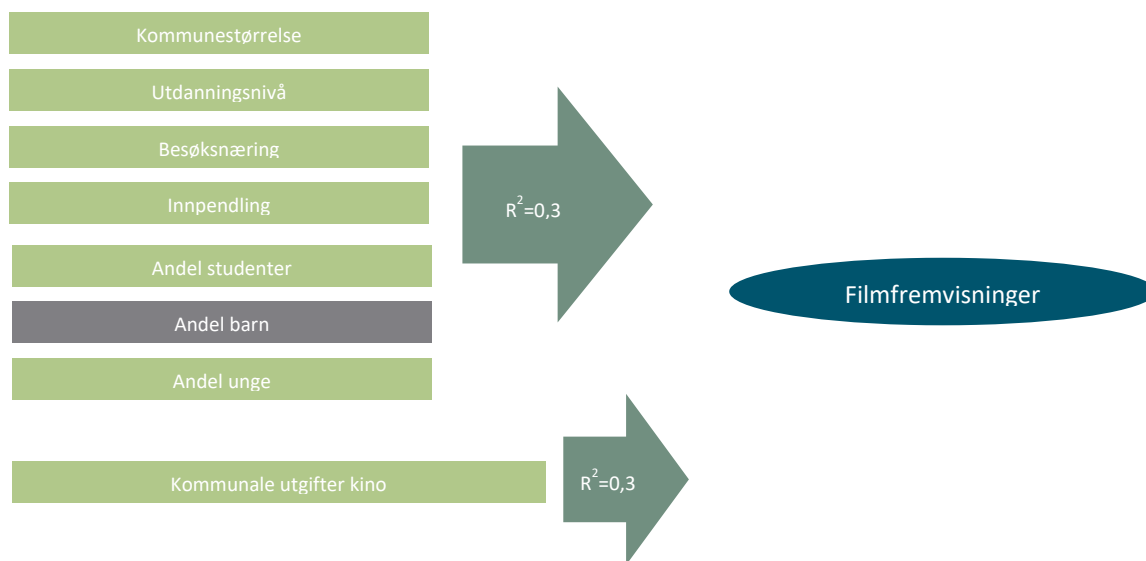 Kommunestørrelse
Utdanningsnivå
Besøksnæring
Innpendling
Andel studenter
Andel barn
Andel unge
Kommunale utgifter kino
R²=0,3
R²=0,3
Filmfremvisninger